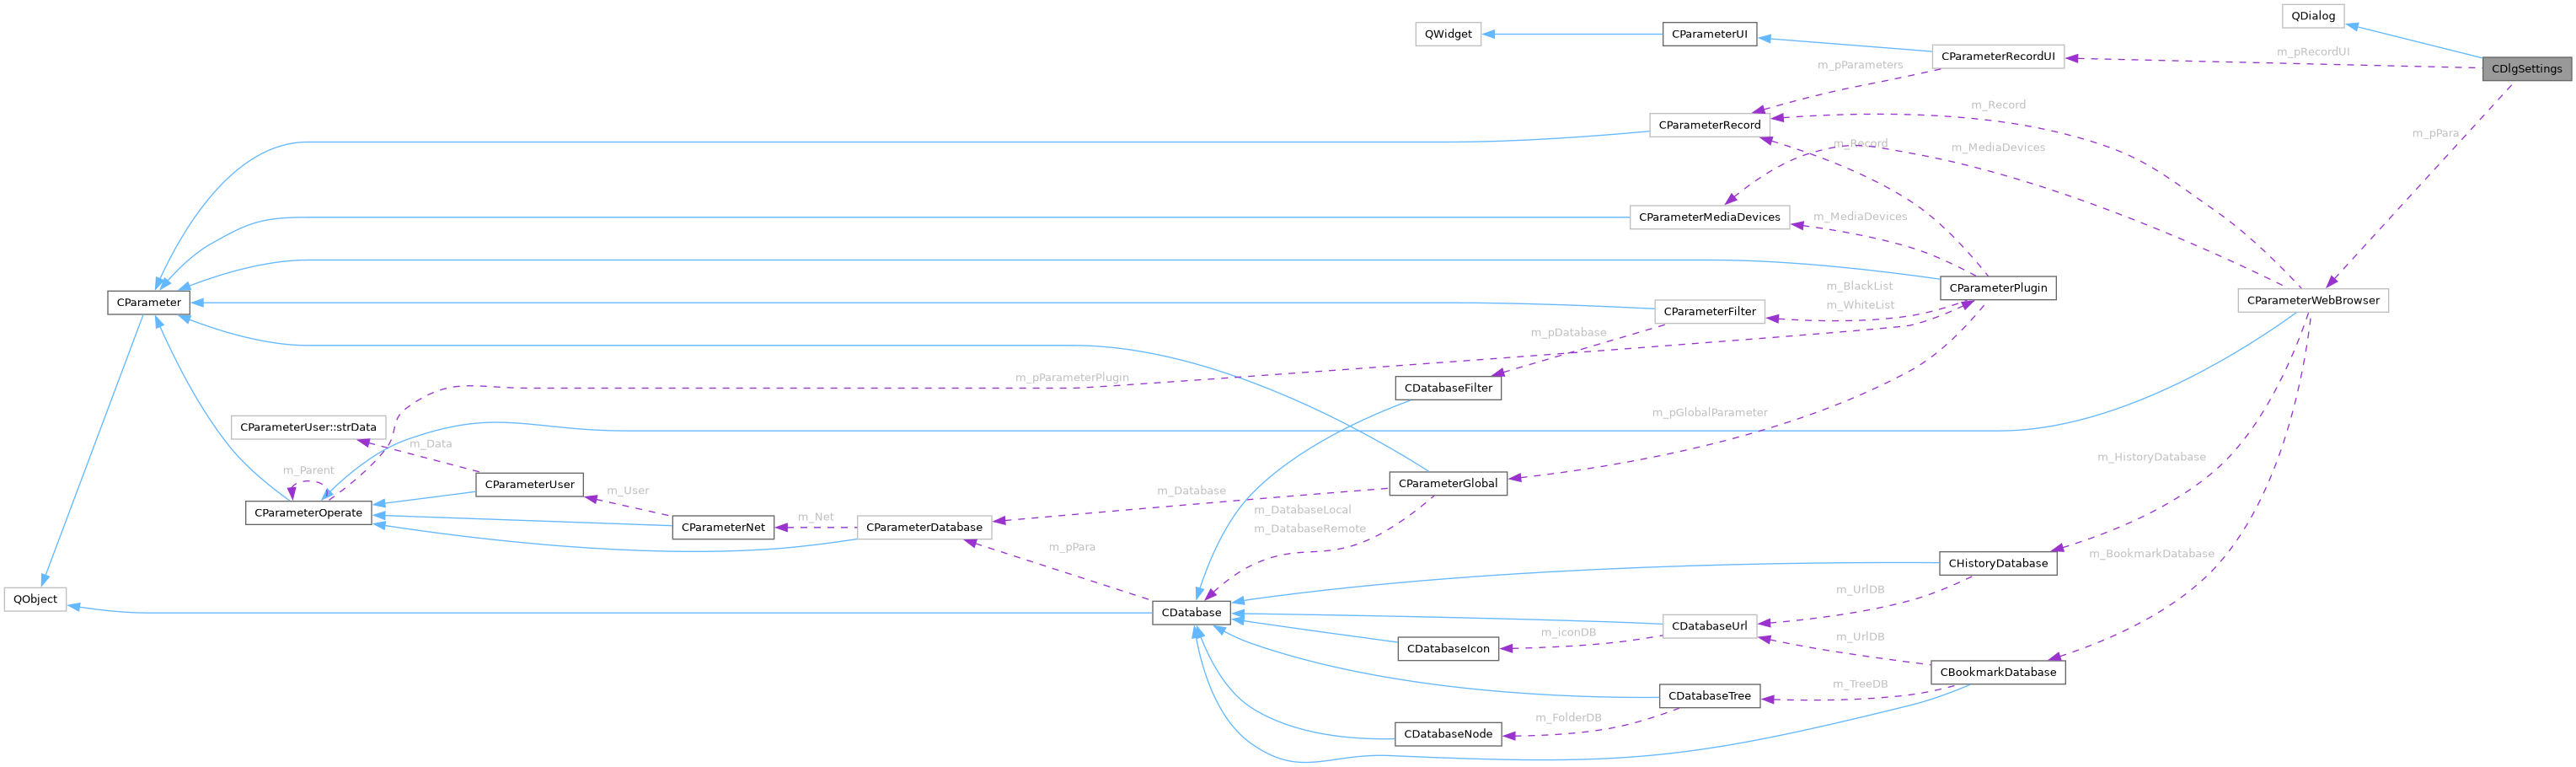 QDialog
QWidget
CParameterUI
m_pRecordUI
CParameterRecordUI
m_pParameters
CDlgSettings
m_Record
CParameterRecord
m_pPara
m_Record
m_MediaDevices
CParameterMediaDevices
m_MediaDevices
m_BlackList
m_WhiteList
CParameterPlugin
CParameter
CParameterFilter
CParameterWebBrowser
m_pDatabase
m_pParameterPlugin
CDatabaseFilter
m_pGlobalParameter
CParameterUser::strData
m_Data
m_HistoryDatabase
m_Parent
CParameterUser
CParameterGlobal
m_User
m_Database
CParameterOperate
m_Net
CParameterNet
CParameterDatabase
m_DatabaseLocal
m_DatabaseRemote
m_pPara
m_BookmarkDatabase
CHistoryDatabase
m_UrlDB
QObject
CDatabase
CDatabaseUrl
m_iconDB
m_UrlDB
CDatabaseIcon
CBookmarkDatabase
m_TreeDB
CDatabaseTree
m_FolderDB
CDatabaseNode